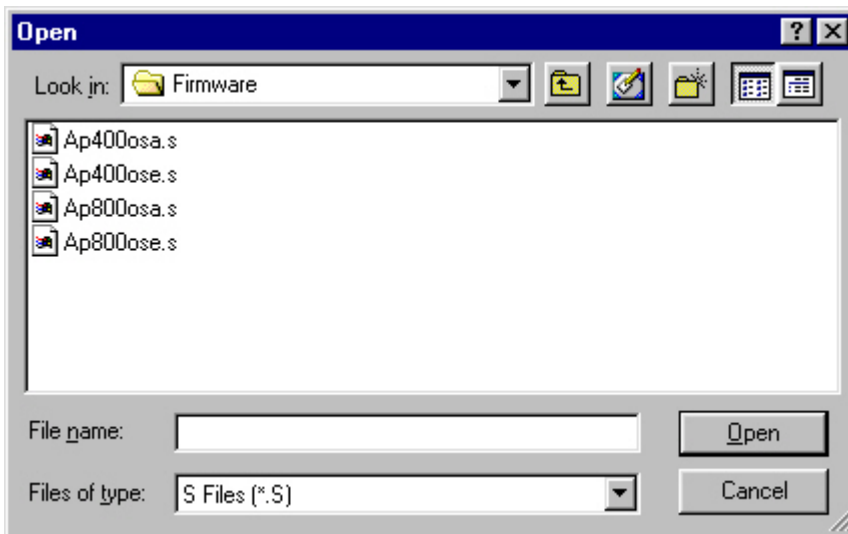 Open
Look in: Firmware
Ap400osa.s
Ap400ose.s
Ap800osa.s
Ap800ose.s
File name: Open
Files of type: S Files (*.S) Cancel